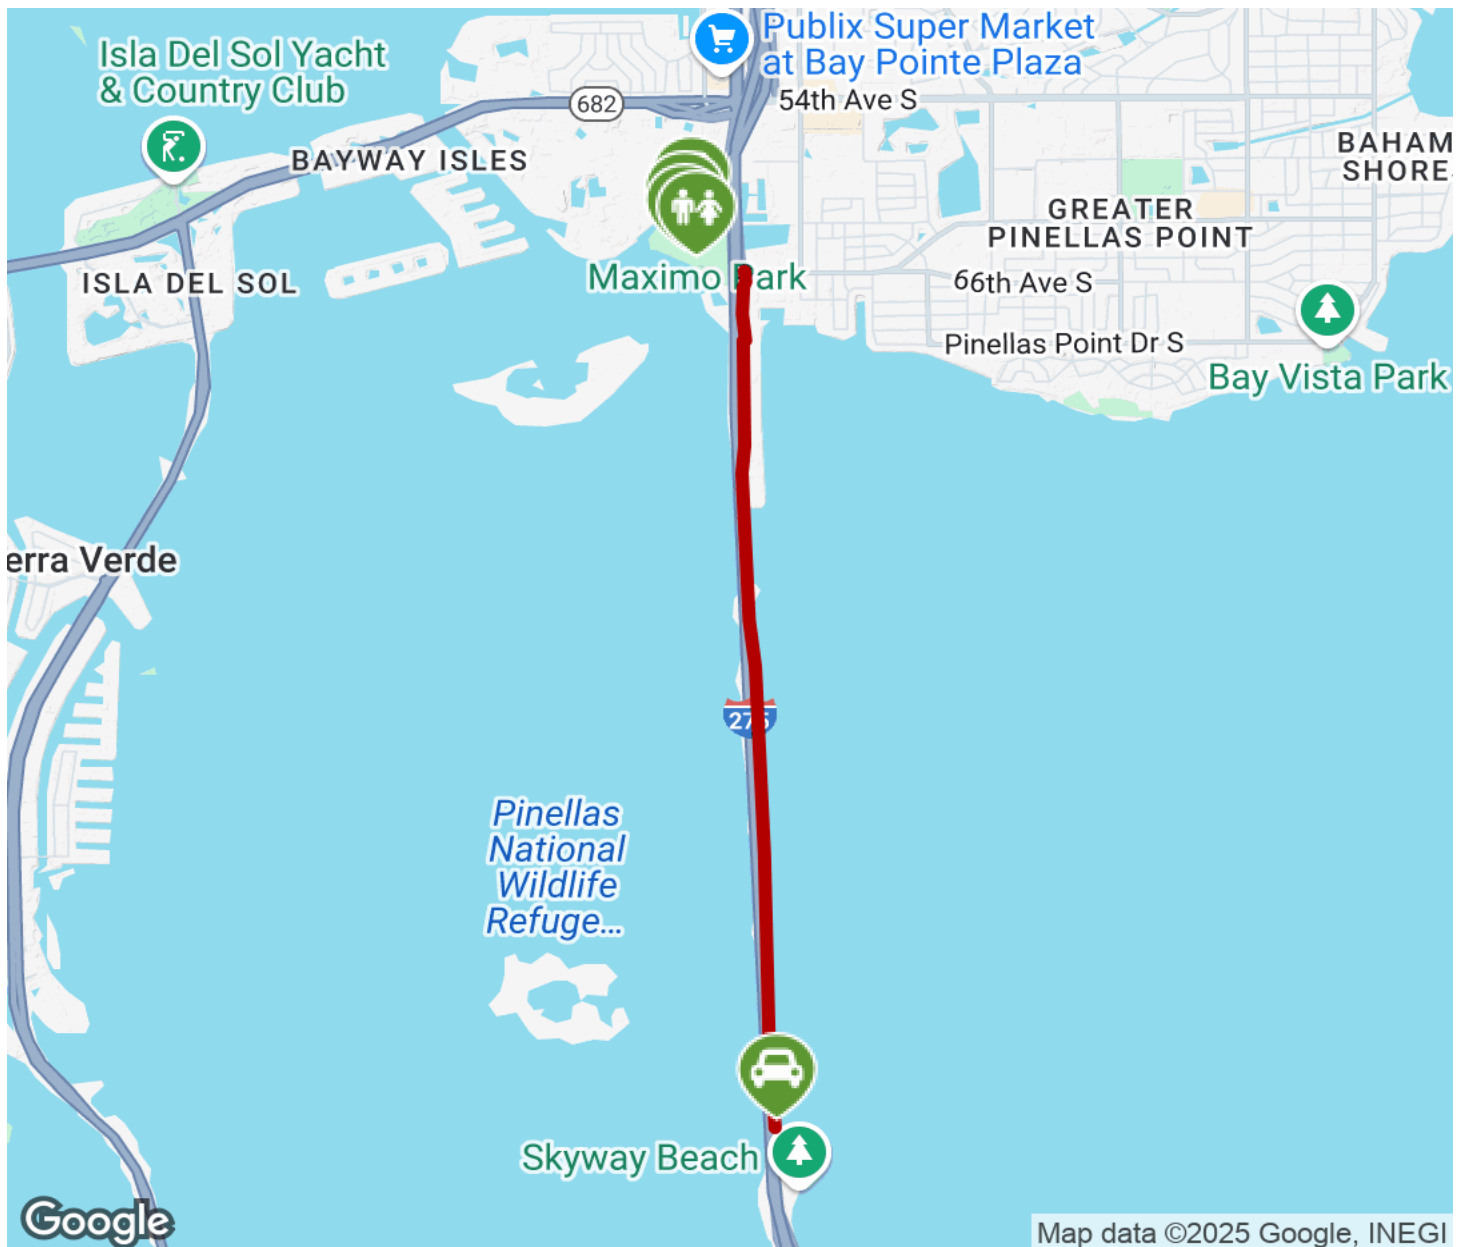 Publix Super Market
at Bay Pointe Plaza
Isla Del Sol Yacht
& Country Club
682
54th Ave S
BAYWAY ISLES
BAHAM
SHORE
GREATER
PINELLAS POINT
ISLA DEL SOL
Maximo Park
66th Ave S
Pinellas Point Dr S
Bay Vista Park
erra Verde
275
Pinellas
National
Wildlife
Refuge...
Skyway Beach
Google
Map data ©2025 Google, INEGI